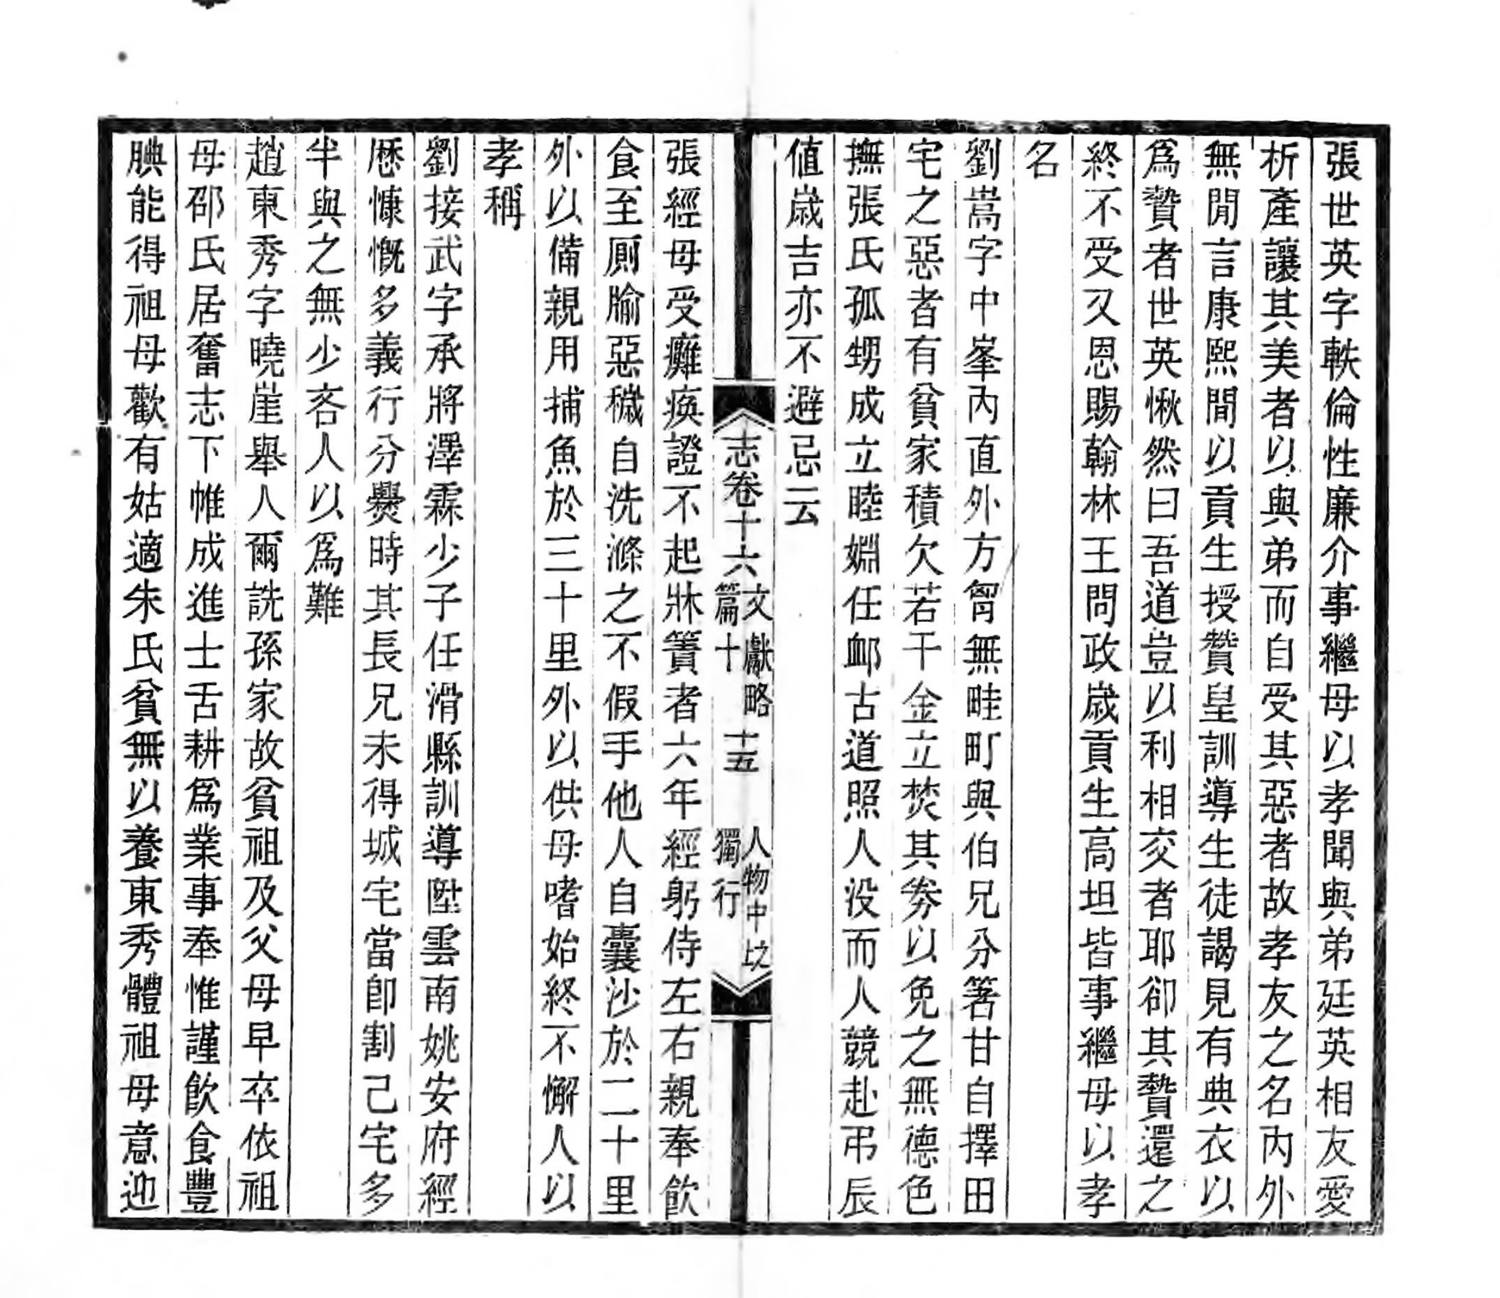 張世英字軼倫性廉介事繼母以孝聞與弟廷英相友愛
析產讓其美者以與弟而自受其惡者故孝友之名內外
無閒言康熙間以貢生授贊皇訓導生徒謁見有典衣以
爲贄者世英愀然曰吾道豈以利相交者耶卻其贄還之
終不受又恩賜翰林王問政歲貢生高坦皆事繼母以孝
名
劉嵩字中峯內直外方胷無畦町與伯兄分箸甘自擇田
宅之惡者有貧家積欠若干金立焚其券以免之無德色
撫張氏孤甥成立睦婣任卹古道照人没而人競赴弔辰
値歲吉亦不避忌云
志卷十六
文獻略
篇十
十五
人物中之
獨行
張經母受癱瘓證不起牀簀者六年經躬侍左右親奉飲
食至厠牏惡穢自洗滌之不假手他人自囊沙於二十里
外以備親用捕魚於三十里外以供母嗜始終不懈人以
孝稱
劉接武字承將澤霖少子任滑縣訓導陞雲南姚安府經
歴慷慨多義行分爨時其長兄未得城宅當卽割己宅多
半與之無少吝人以爲難
趙東秀字曉崖舉人爾詵孫家故貧祖及父母早卒依祖
母邵氏居奮志下帷成進士舌耕爲業事奉惟謹飲食豐
腆能得祖母歡有姑適朱氏貧無以養東秀體祖母意迎